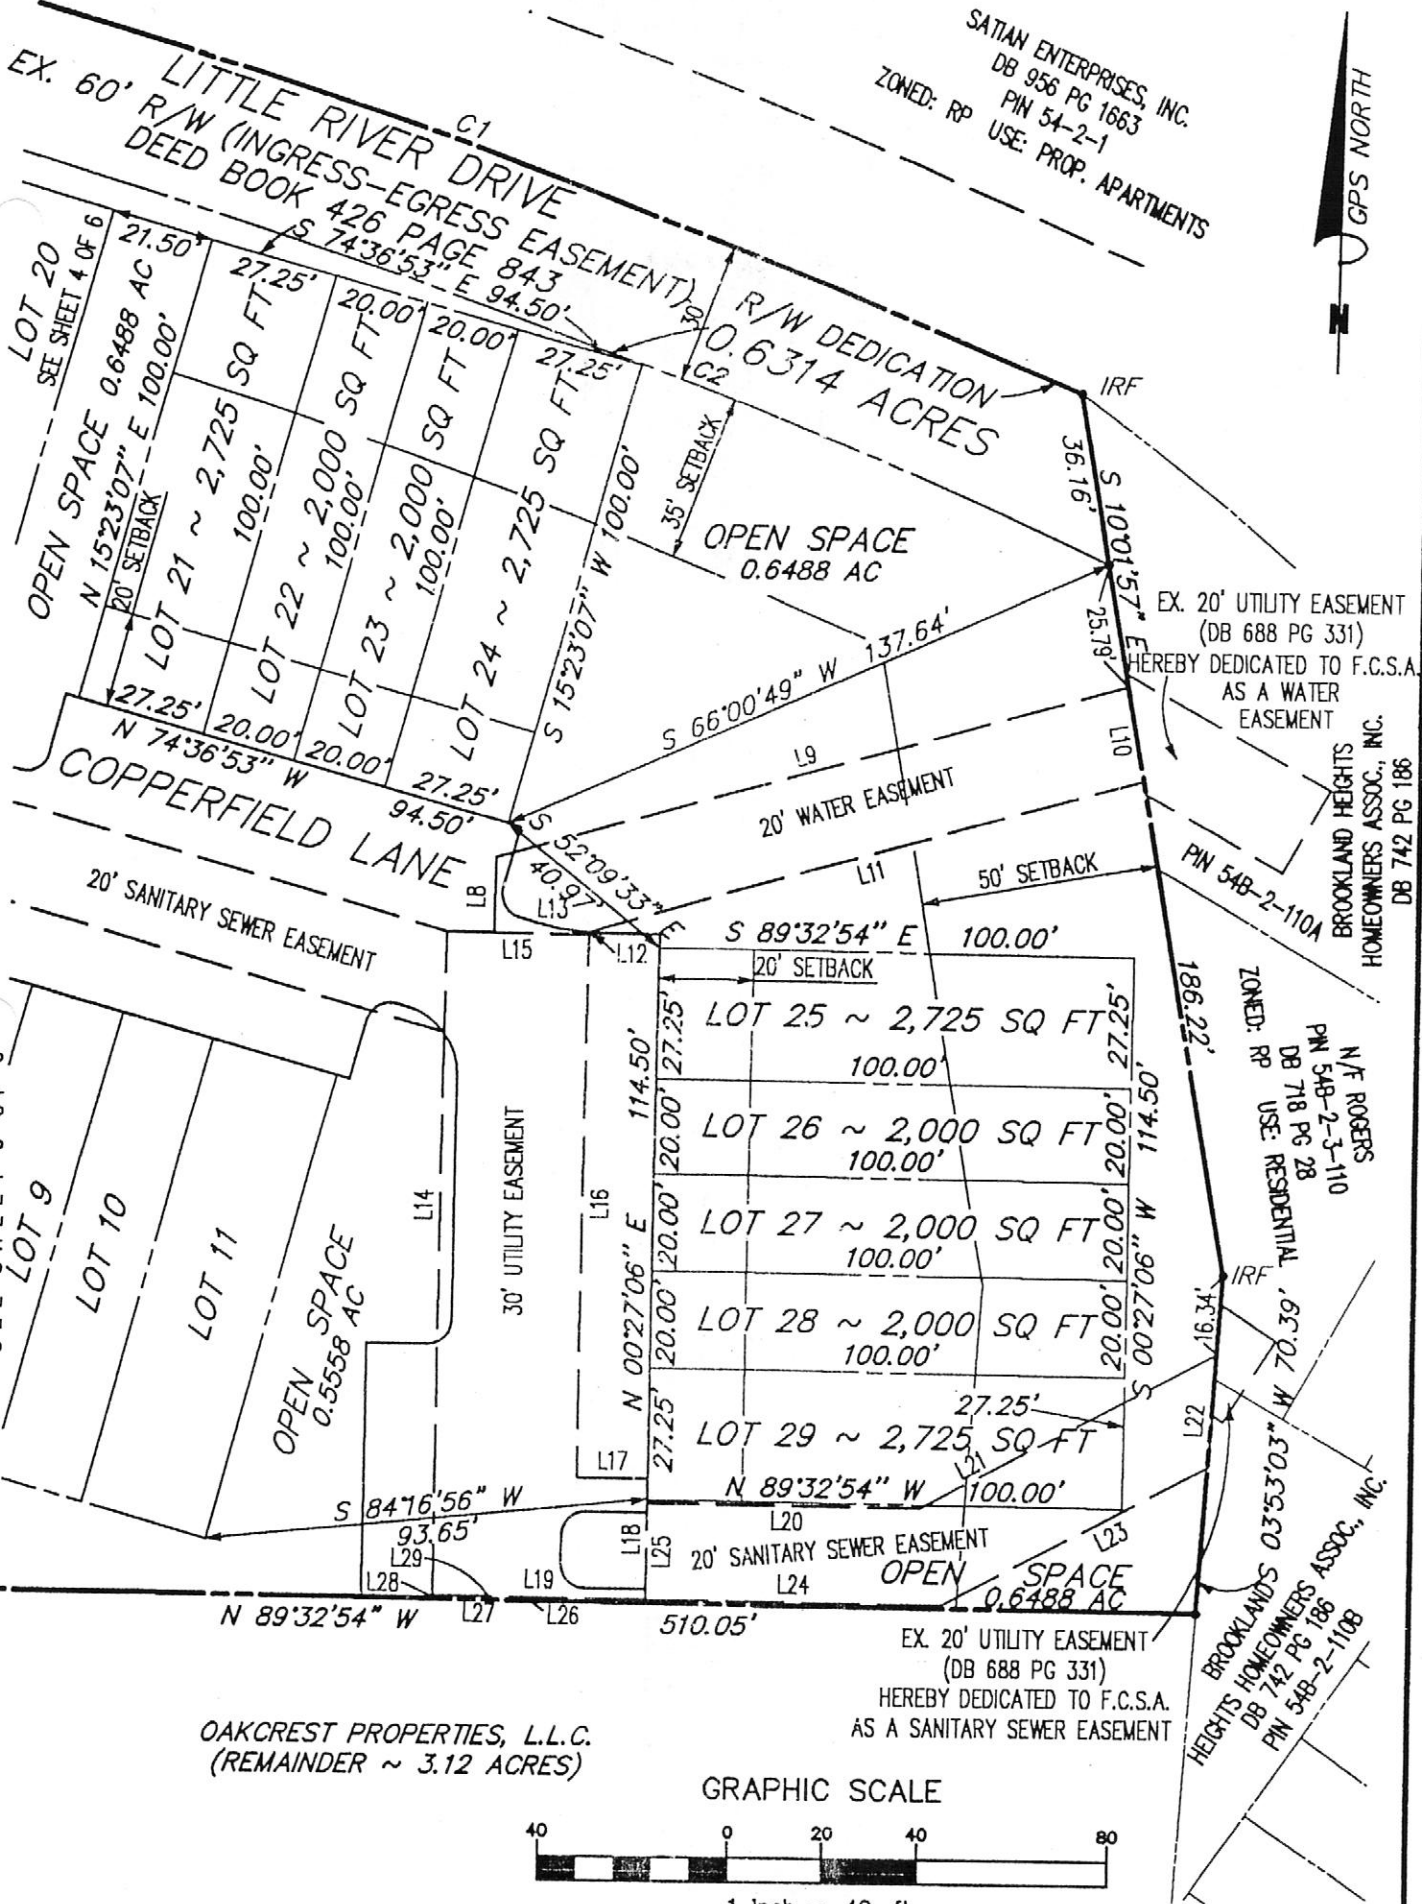 SATIAN ENTERPRISES, INC.
DB 956 PG 1663
PIN 54-2-1
ZONED: RP USE: PROP. APARTMENTS
GPS NORTH
N
LITTLE RIVER DRIVE
EX. 60' R/W (INGRESS-EGRESS EASEMENT)
DEED BOOK 426 PAGE 843
C1
S 74°36'53" E 94.50'
30'
R/W DEDICATION
0.6314 ACRES
C2
IRF
LOT 20
SEE SHEET 4 OF 6
21.50'
27.25'
20.00'
20.00'
27.25'
OPEN SPACE 0.6488 AC
N 15°23'07" E 100.00'
20' SETBACK
LOT 21 ~ 2,725 SQ FT
100.00'
LOT 22 ~ 2,000 SQ FT
100.00'
LOT 23 ~ 2,000 SQ FT
100.00'
LOT 24 ~ 2,725 SQ FT
S 15°23'07" W 100.00'
35' SETBACK
OPEN SPACE
0.6488 AC
36.16'
S 10°01'57" E
25.79'
EX. 20' UTILITY EASEMENT
(DB 688 PG 331)
HEREBY DEDICATED TO F.C.S.A.
AS A WATER
EASEMENT
S 66°00'49" W 137.64'
27.25'
20.00'
20.00'
27.25'
N 74°36'53" W
94.50'
COPPERFIELD LANE
L9
L10
20' WATER EASEMENT
L11
BROOKLAND HEIGHTS
HOMEOWNERS ASSOC., INC.
DB 742 PG 186
PIN 54B-2-110A
S 52°09'33" E
40.97'
L8
L13
L15
L12
50' SETBACK
20' SANITARY SEWER EASEMENT
S 89°32'54" E 100.00'
20' SETBACK
LOT 25 ~ 2,725 SQ FT
27.25'
27.25'
100.00'
LOT 26 ~ 2,000 SQ FT
20.00'
20.00'
100.00'
LOT 27 ~ 2,000 SQ FT
20.00'
20.00'
100.00'
LOT 28 ~ 2,000 SQ FT
20.00'
20.00'
100.00'
LOT 29 ~ 2,725 SQ FT
27.25'
27.25'
N 89°32'54" W 100.00'
N 00°27'06" E 114.50'
S 00°27'06" W 114.50'
186.22'
N/F ROGERS
PIN 54B-2-3-110
DB 718 PG 28
ZONED: RP USE: RESIDENTIAL
IRF
16.34'
S 03°53'03" W 70.39'
L22
L14
30' UTILITY EASEMENT
L16
LOT 9
LOT 10
LOT 11
OPEN SPACE
0.5558 AC
L17
L21
S 84°16'56" W
93.65'
L18
L25
L20
L23
20' SANITARY SEWER EASEMENT
OPEN SPACE
0.6488 AC
L29
L28
L27
L19
L26
L24
N 89°32'54" W
510.05'
EX. 20' UTILITY EASEMENT
(DB 688 PG 331)
HEREBY DEDICATED TO F.C.S.A.
AS A SANITARY SEWER EASEMENT
BROOKLANDS
HEIGHTS HOMEOWNERS ASSOC., INC.
DB 742 PG 186
PIN 54B-2-110B
OAKCREST PROPERTIES, L.L.C.
(REMAINDER ~ 3.12 ACRES)
GRAPHIC SCALE
40 0 20 40 80